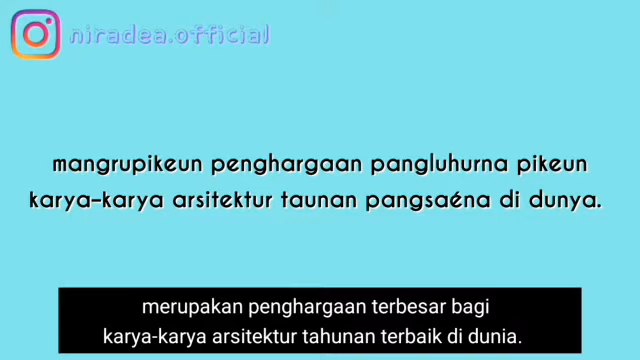 niradea.official
mangrupikeun penghargaan pangluhurna pikeun
karya-karya arsitektur taunan pangsaéna di dunya.
merupakan penghargaan terbesar bagi
karya-karya arsitektur tahunan terbaik di dunia.